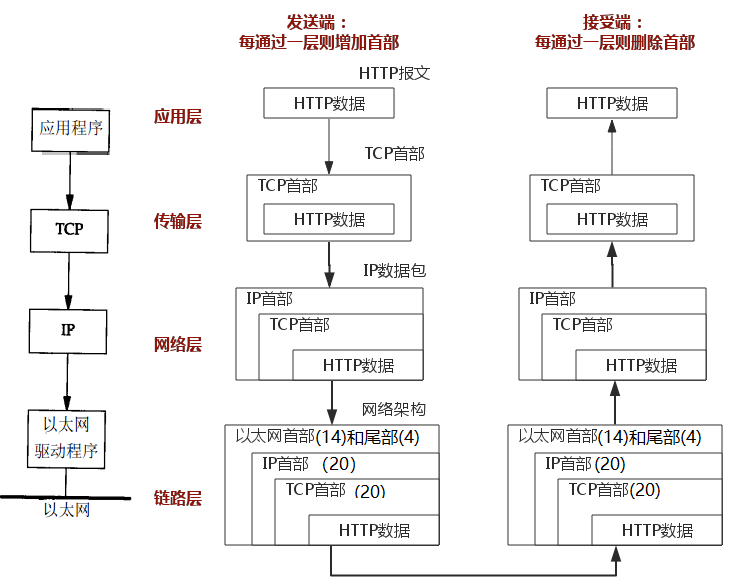 发送端：
每通过一层则增加首部
接受端：
每通过一层则删除首部
HTTP报文
应用层
HTTP数据
HTTP数据
应用程序
TCP首部
TCP首部
TCP首部
传输层
HTTP数据
HTTP数据
TCP
IP数据包
IP首部
IP首部
TCP首部
TCP首部
IP
网络层
HTTP数据
HTTP数据
网络架构
以太网
驱动程序
以太网首部(14)和尾部(4)
以太网首部(14)和尾部(4)
IP首部 (20)
IP首部(20)
TCP首部 (20)
TCP首部(20)
链路层
以太网
HTTP数据
HTTP数据